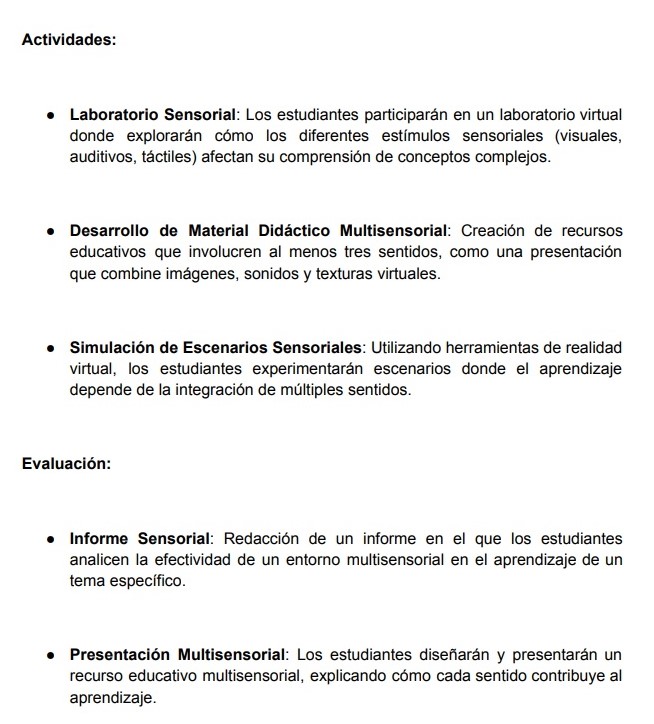 Actividades:
● Laboratorio Sensorial: Los estudiantes participarán en un laboratorio virtual
donde explorarán cómo los diferentes estímulos sensoriales (visuales,
auditivos, táctiles) afectan su comprensión de conceptos complejos.
● Desarrollo de Material Didáctico Multisensorial: Creación de recursos
educativos que involucren al menos tres sentidos, como una presentación
que combine imágenes, sonidos y texturas virtuales.
● Simulación de Escenarios Sensoriales: Utilizando herramientas de realidad
virtual, los estudiantes experimentarán escenarios donde el aprendizaje
depende de la integración de múltiples sentidos.
Evaluación:
● Informe Sensorial: Redacción de un informe en el que los estudiantes
analicen la efectividad de un entorno multisensorial en el aprendizaje de un
tema específico.
● Presentación Multisensorial: Los estudiantes diseñarán y presentarán un
recurso educativo multisensorial, explicando cómo cada sentido contribuye al
aprendizaje.